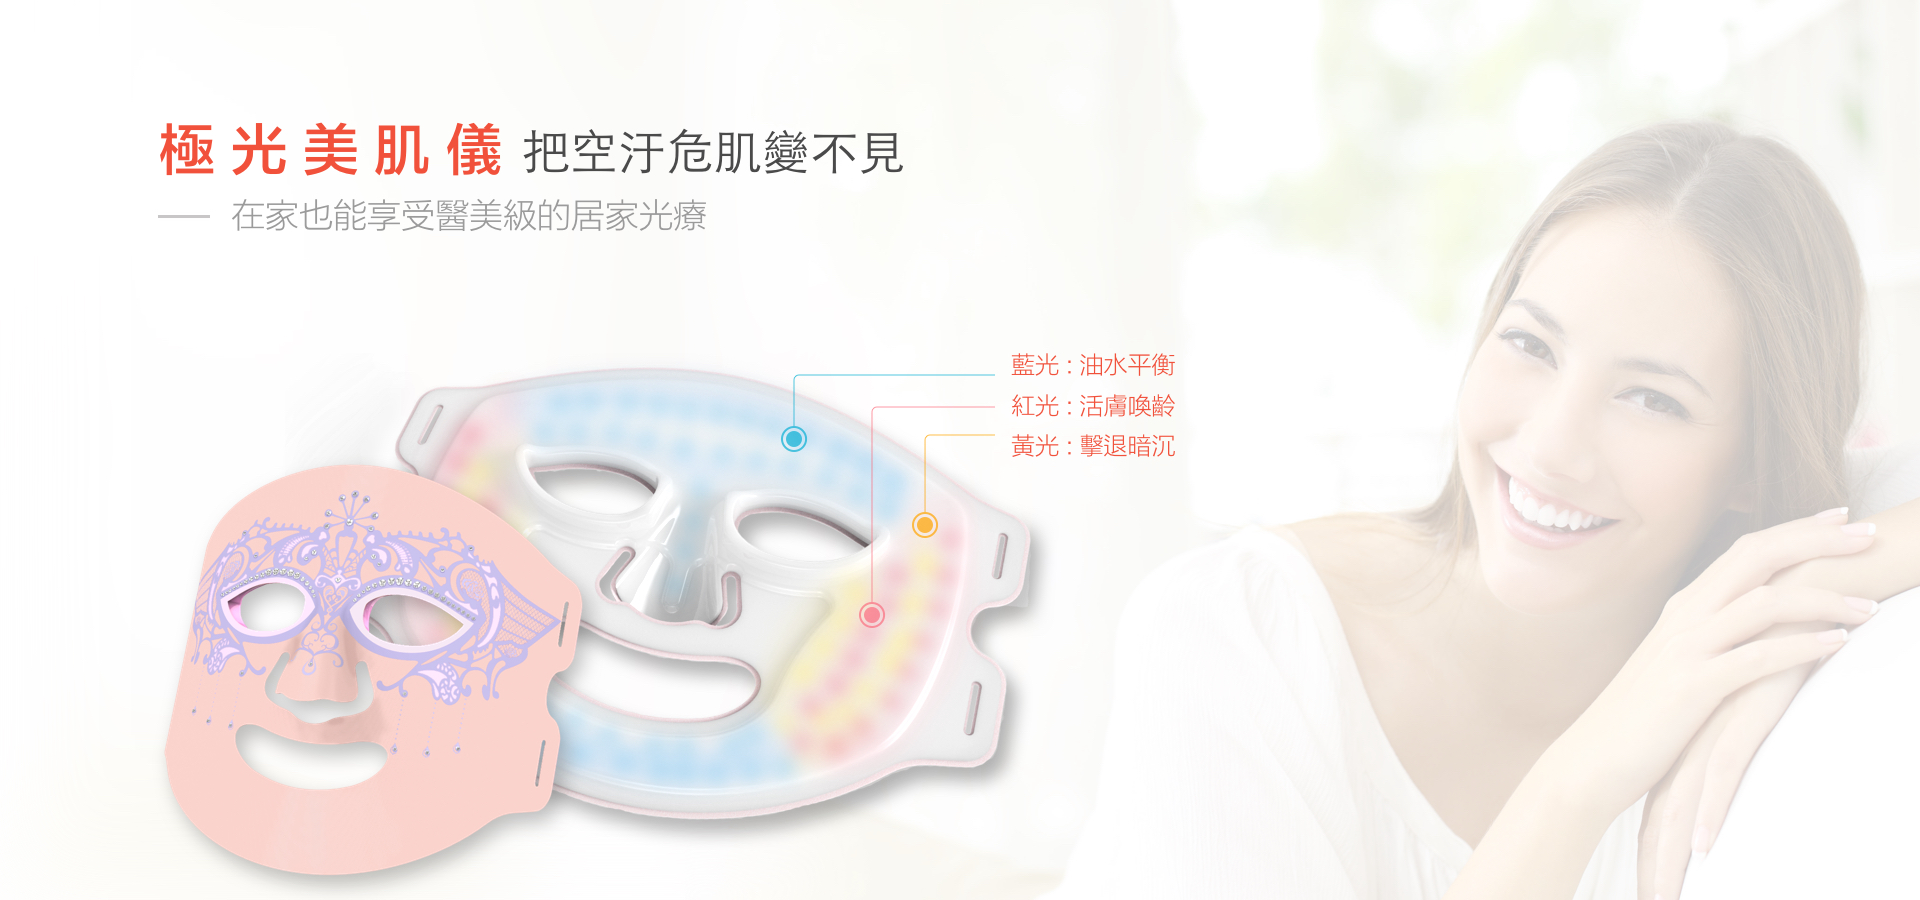 極光美肌儀 把空汙危肌變不見
在家也能享受醫美級的居家光療
藍光：油水平衡
紅光：活膚喚齡
黃光：擊退暗沉